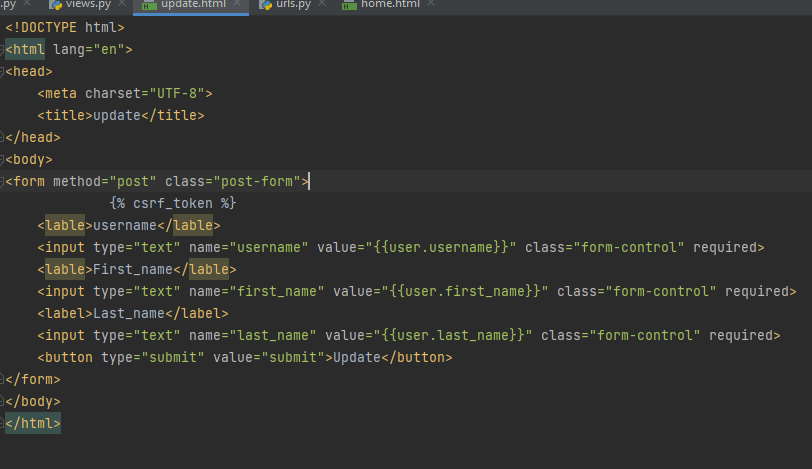 .py views.py update.html urls.py home.html
<!DOCTYPE html>
<html lang="en">
<head>
    <meta charset="UTF-8">
    <title>update</title>
</head>
<body>
<form method="post" class="post-form">
             {% csrf_token %}
    <lable>username</lable>
    <input type="text" name="username" value="{{user.username}}" class="form-control" required>
    <lable>First_name</lable>
    <input type="text" name="first_name" value="{{user.first_name}}" class="form-control" required>
    <label>Last_name</label>
    <input type="text" name="last_name" value="{{user.last_name}}" class="form-control" required>
    <button type="submit" value="submit">Update</button>
</form>
</body>
</html>